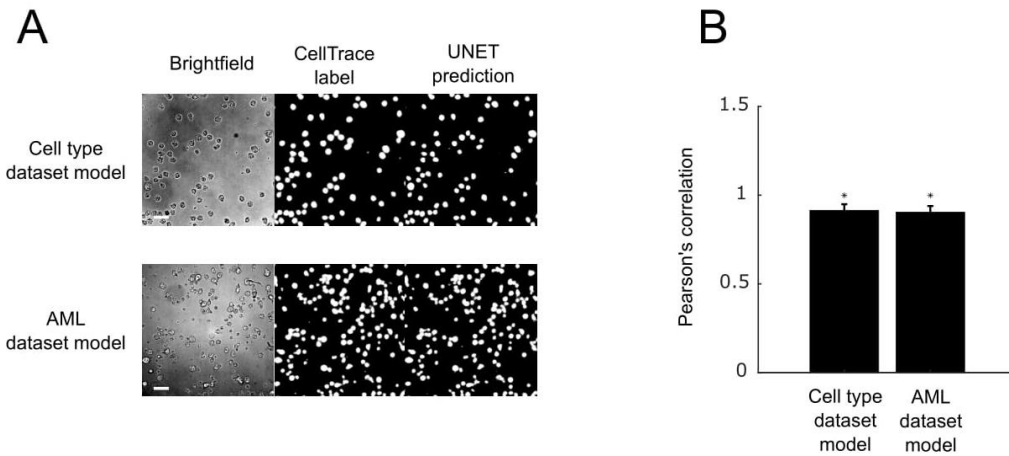 A
Brightfield
CellTrace
label
UNET
prediction
Cell type
dataset model
AML
dataset model
B
Pearson's correlation
1.5
1
0.5
0
*
*
Cell type
dataset
model
AML
dataset
model